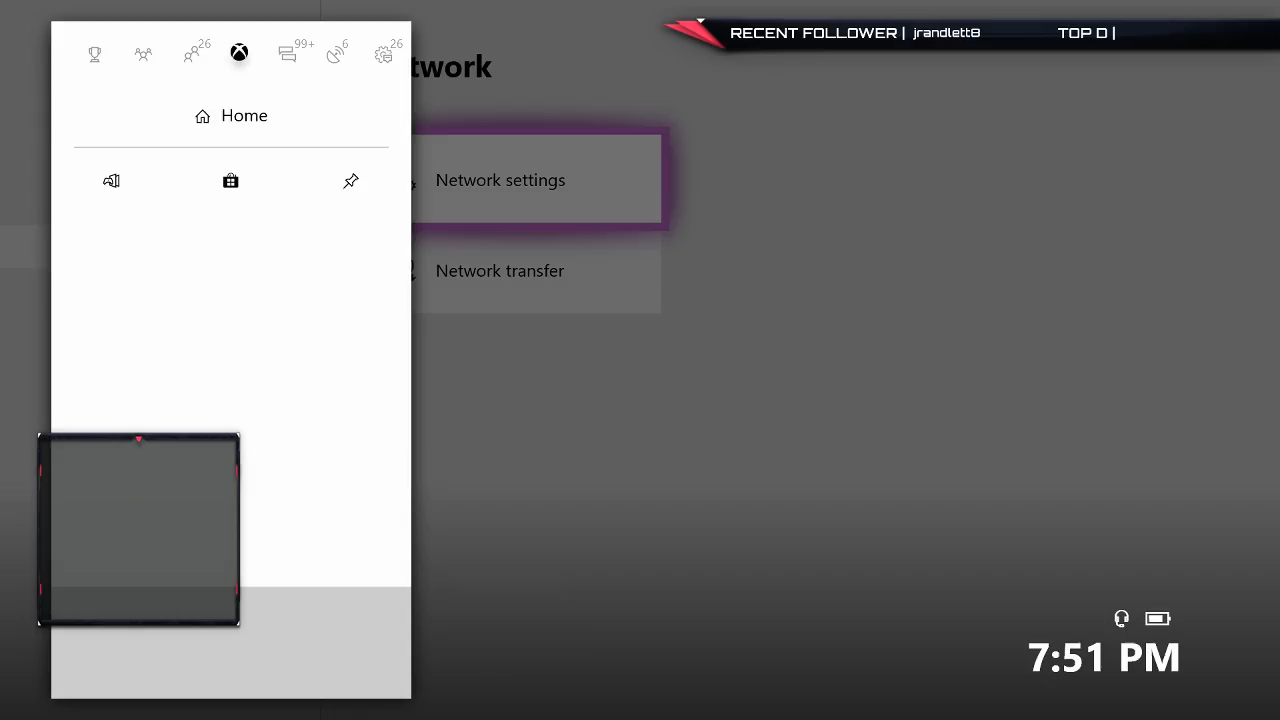 RECENT FOLLOWER | jrandlett8 TOP D |
26
99+
6
26
twork
Home
Network settings
Network transfer
7:51 PM